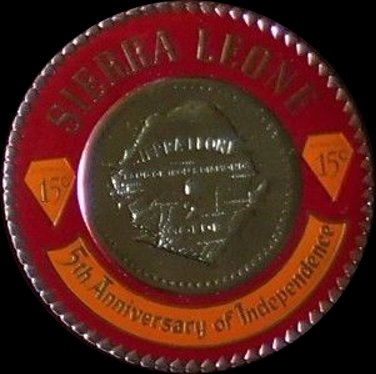 SIERRA LEONE
15c
15c
SIERRA LEONE
5th Anniversary of Independence